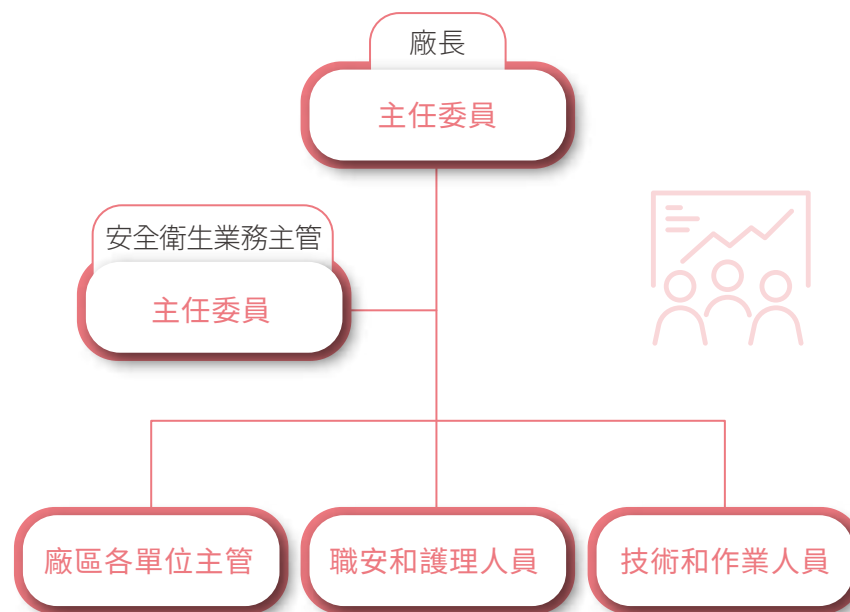 廠長
主任委員
安全衛生業務主管
主任委員
廠區各單位主管
職安和護理人員
技術和作業人員